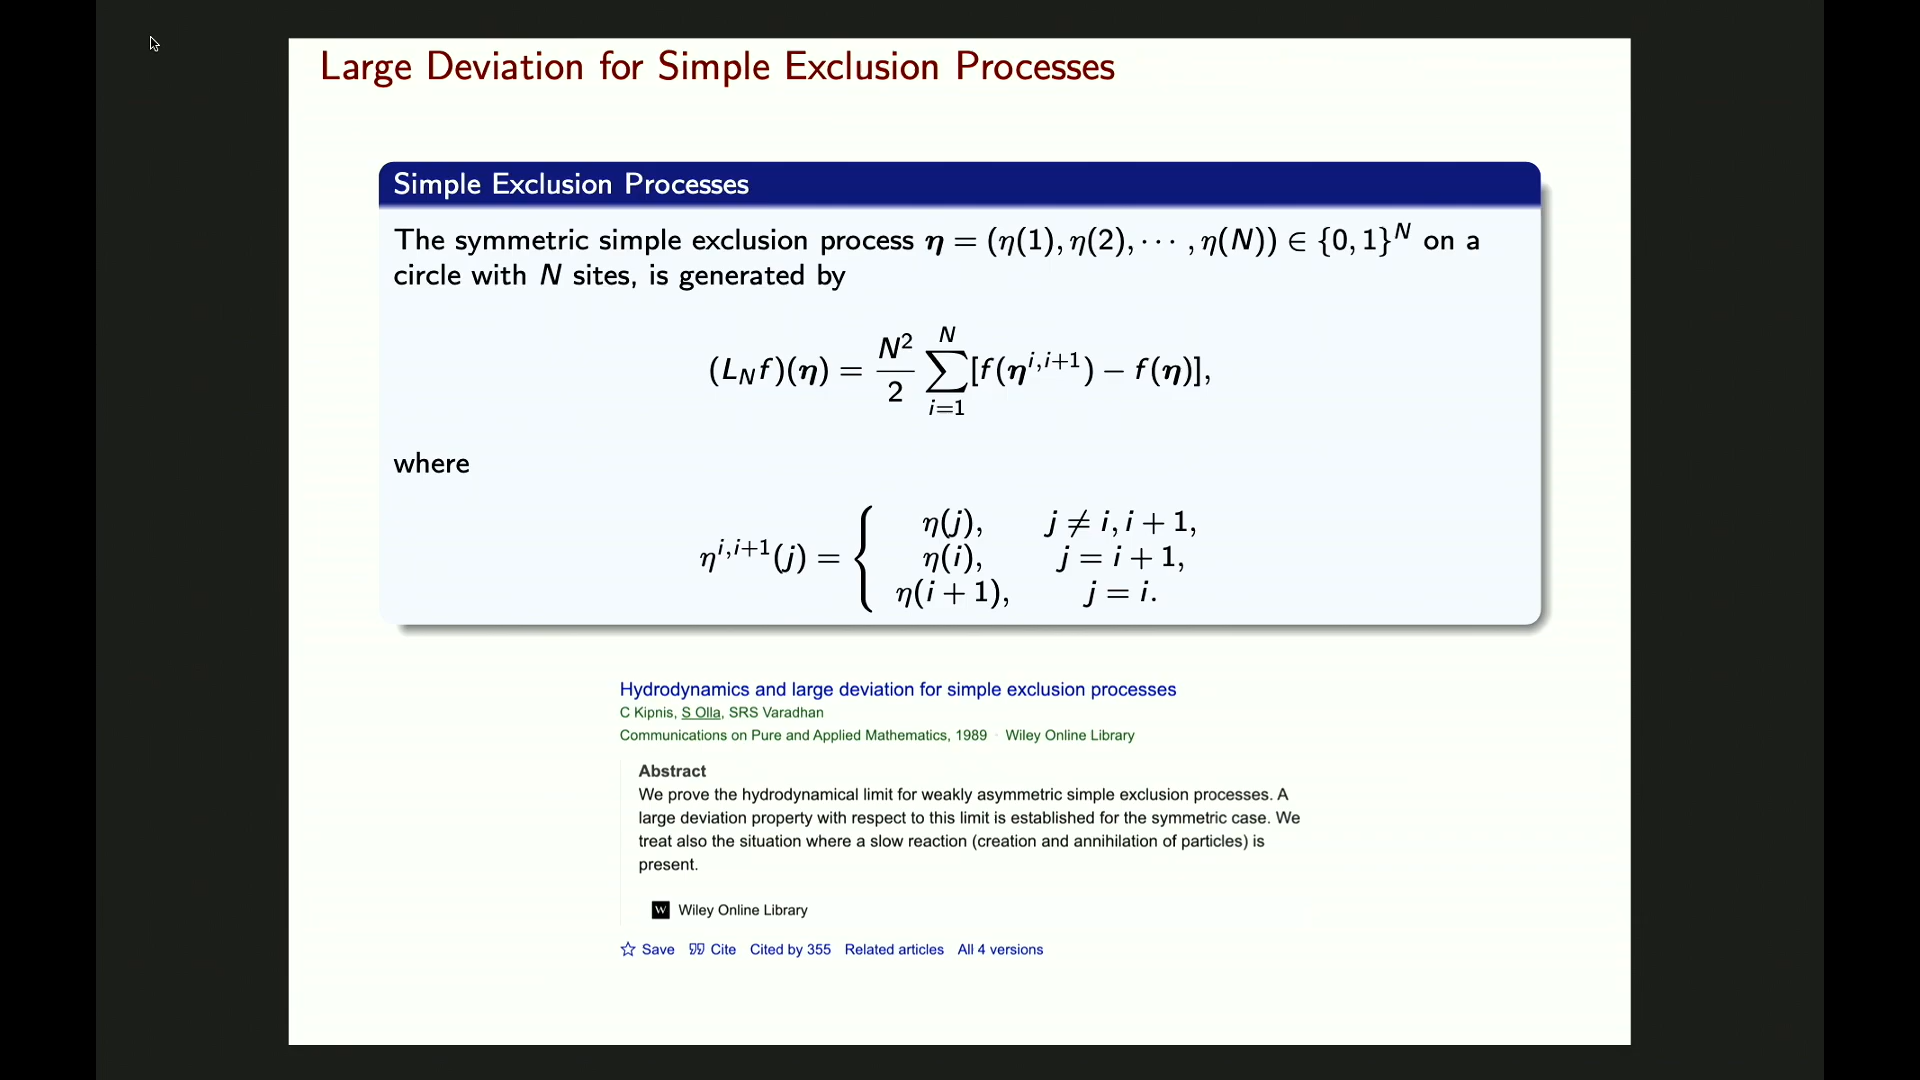 Large Deviation for Simple Exclusion Processes
Simple Exclusion Processes
The symmetric simple exclusion process η = (η(1), η(2), ⋯ , η(N)) ∈ {0, 1}^N on a
circle with N sites, is generated by
(L_N f)(η) = \frac{N^2}{2} \sum_{i=1}^{N} [f(η^{i,i+1}) − f(η)],
where
η^{i,i+1}(j) = { η(j), j ≠ i, i + 1,
η(i), j = i + 1,
η(i + 1), j = i.
Hydrodynamics and large deviation for simple exclusion processes
C Kipnis, S Olla, SRS Varadhan
Communications on Pure and Applied Mathematics, 1989 · Wiley Online Library
Abstract
We prove the hydrodynamical limit for weakly asymmetric simple exclusion processes. A
large deviation property with respect to this limit is established for the symmetric case. We
treat also the situation where a slow reaction (creation and annihilation of particles) is
present.
W Wiley Online Library
Save Cite Cited by 355 Related articles All 4 versions